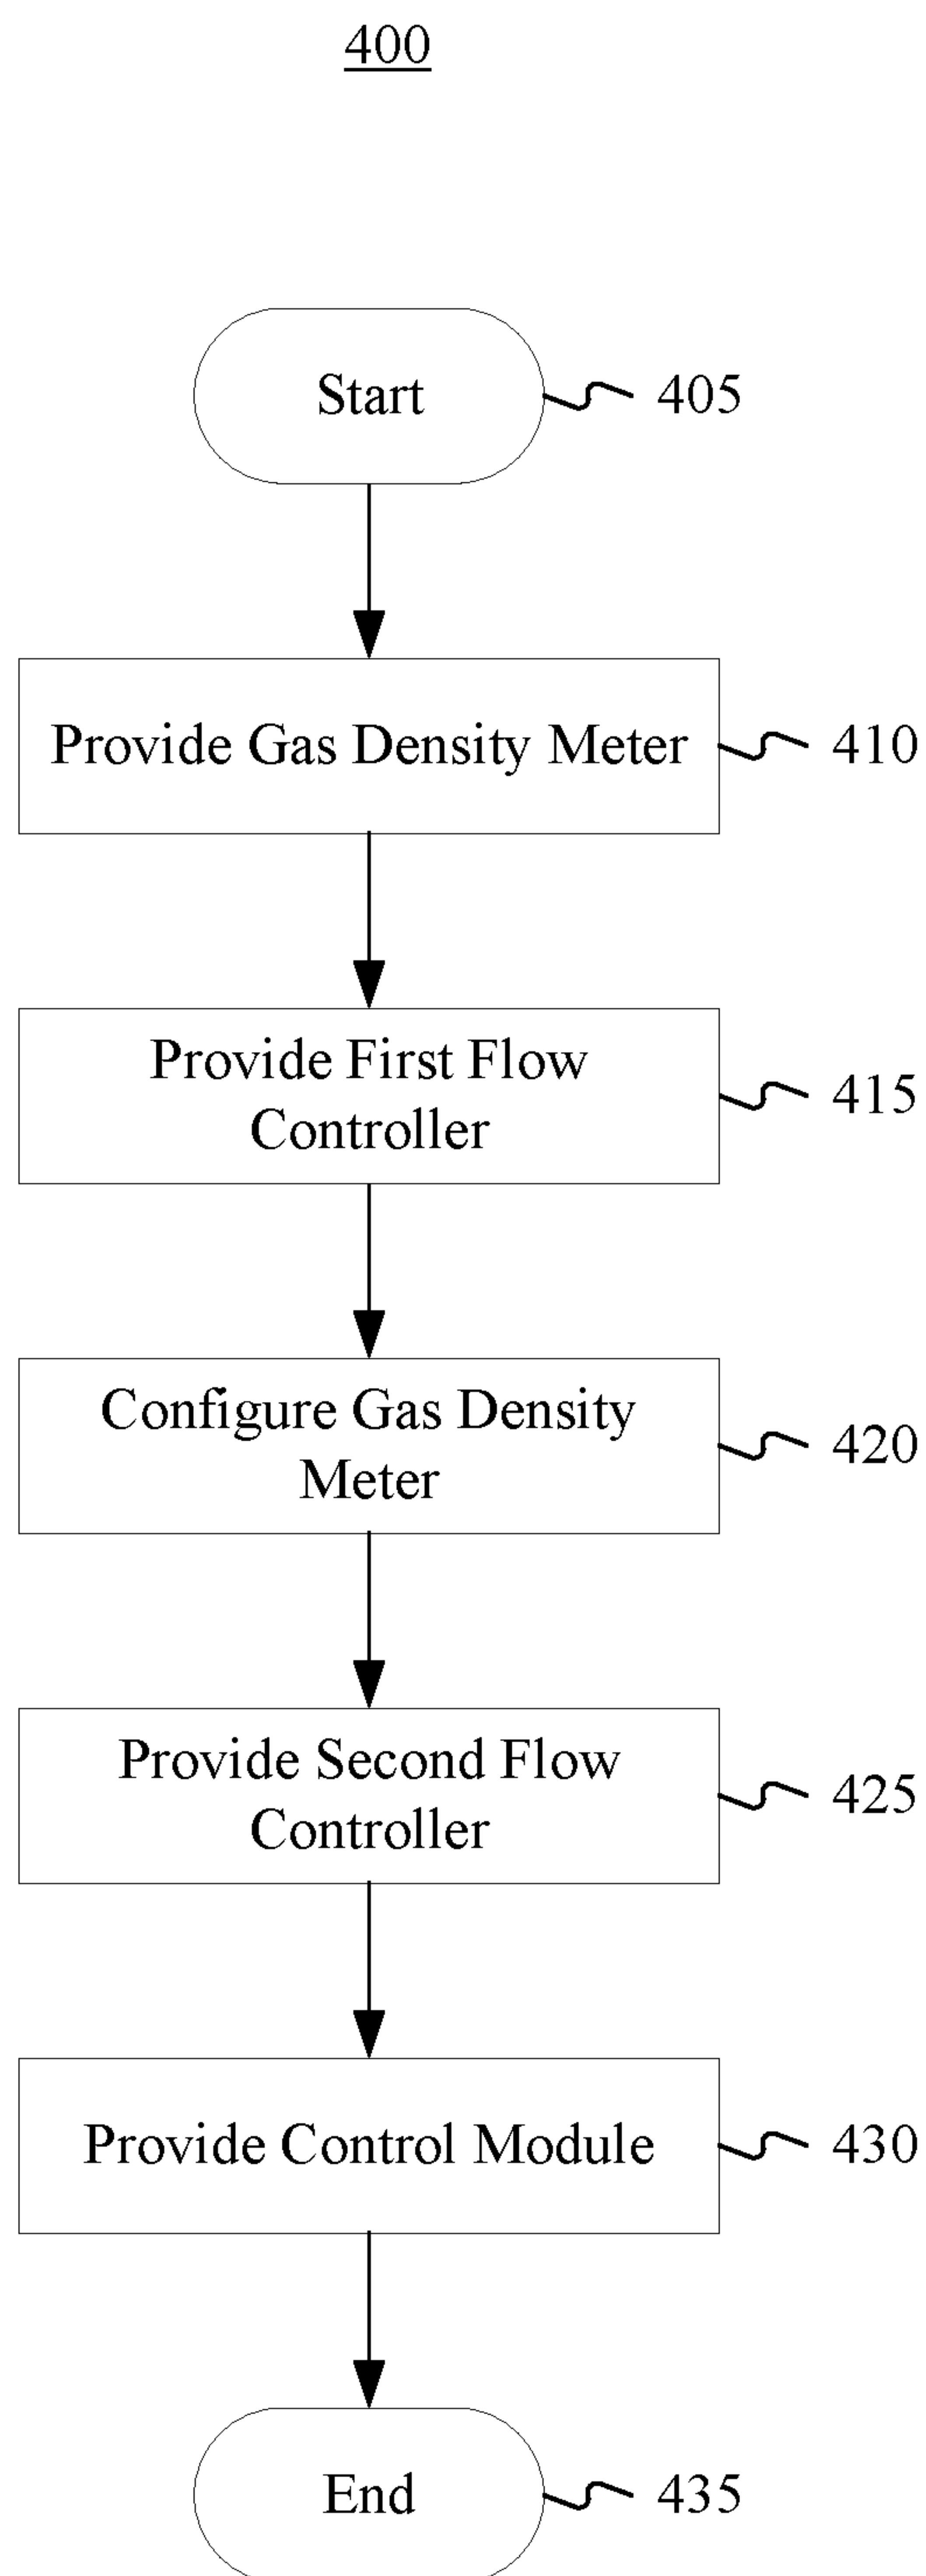 400
Start
405
Provide Gas Density Meter
410
Provide First Flow
Controller
415
Configure Gas Density
Meter
420
Provide Second Flow
Controller
425
Provide Control Module
430
End
435